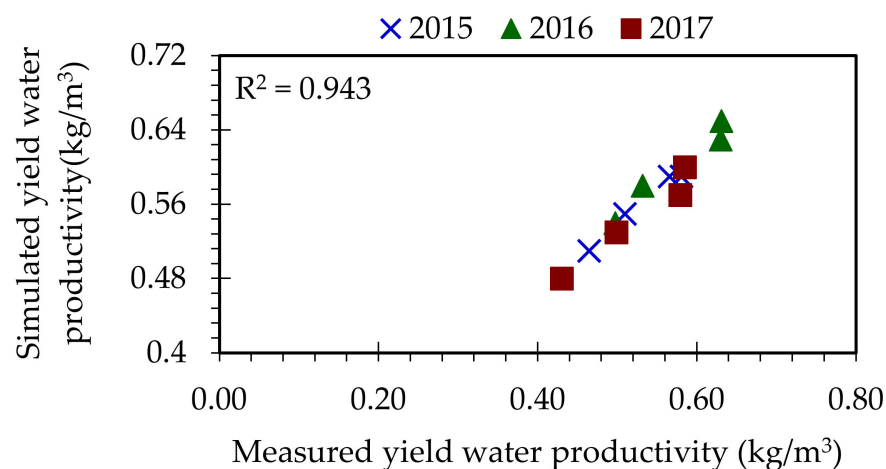 2015 2016 2017
Simulated yield water
productivity(kg/m³)
0.72
0.64
0.56
0.48
0.4
R² = 0.943
0.00 0.20 0.40 0.60 0.80
Measured yield water productivity (kg/m³)